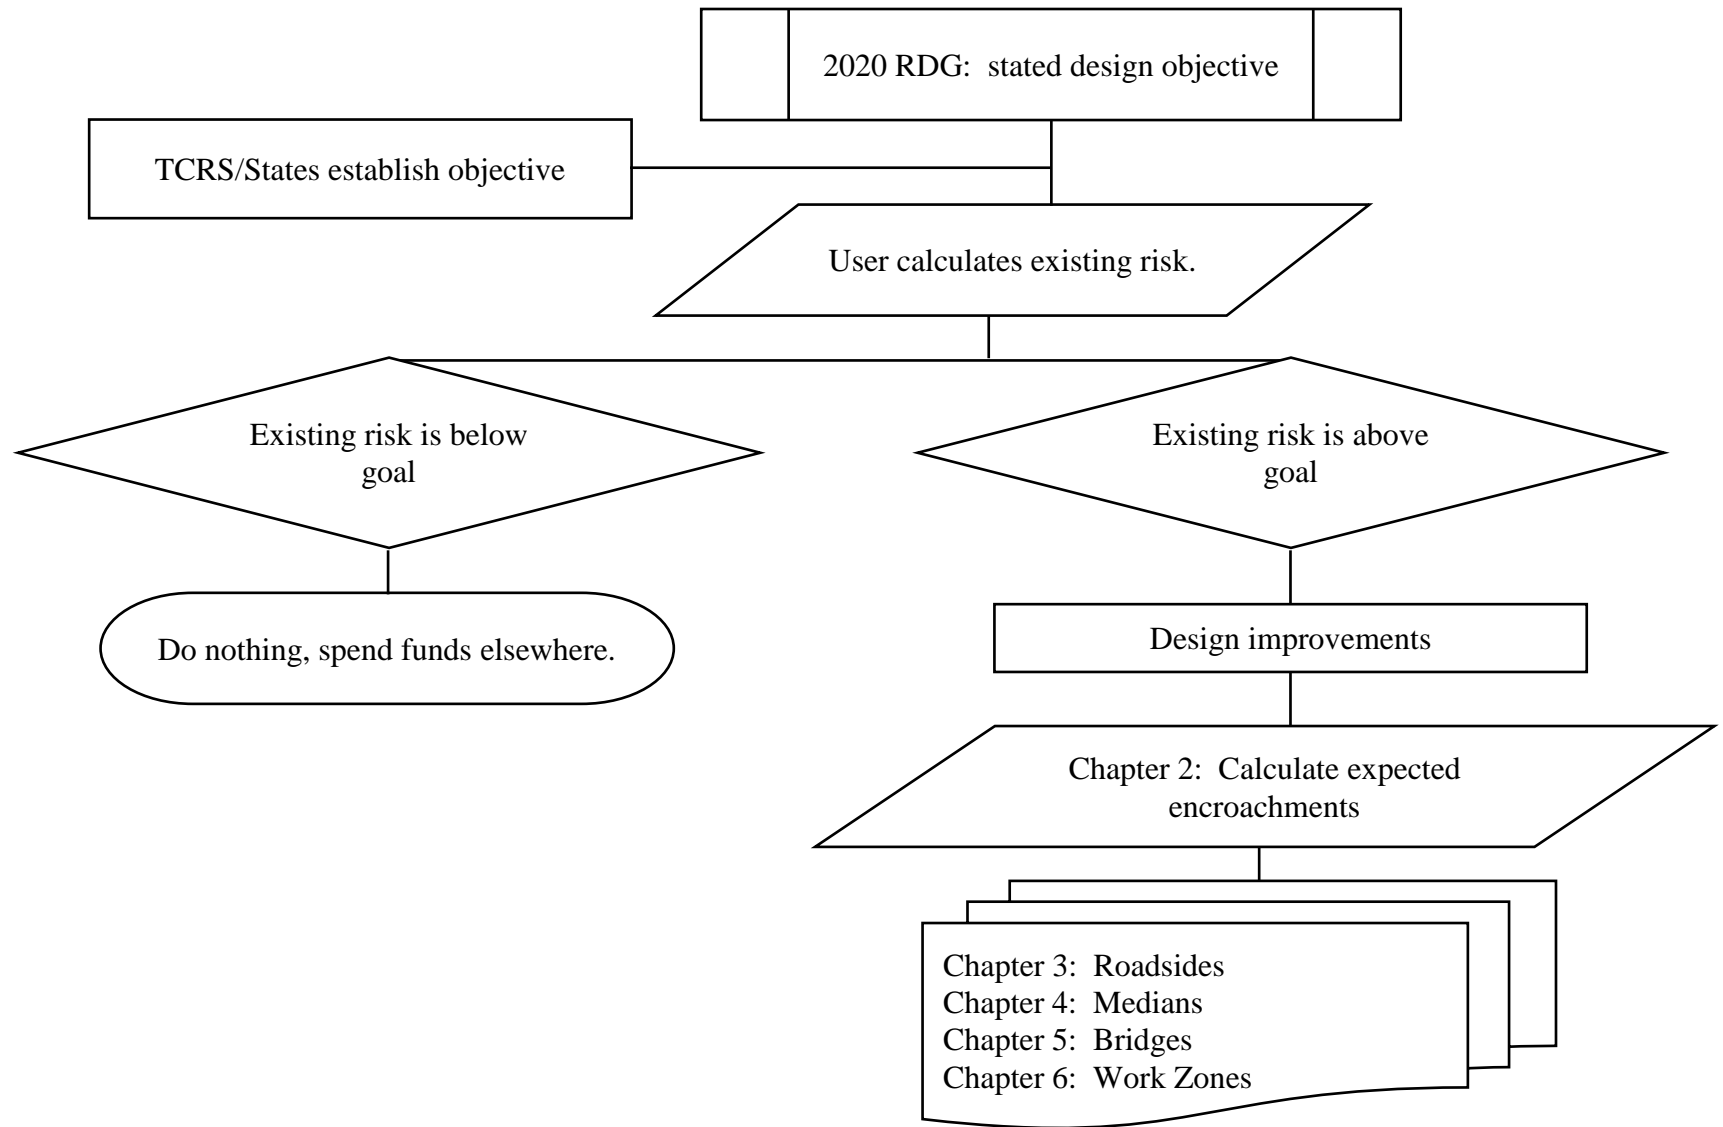 2020 RDG:  stated design objective
TCRS/States establish objective
User calculates existing risk.
Existing risk is below
goal
Existing risk is above
goal
Do nothing, spend funds elsewhere.
Design improvements
Chapter 2:  Calculate expected
encroachments
Chapter 3:  Roadsides
Chapter 4:  Medians
Chapter 5:  Bridges
Chapter 6:  Work Zones